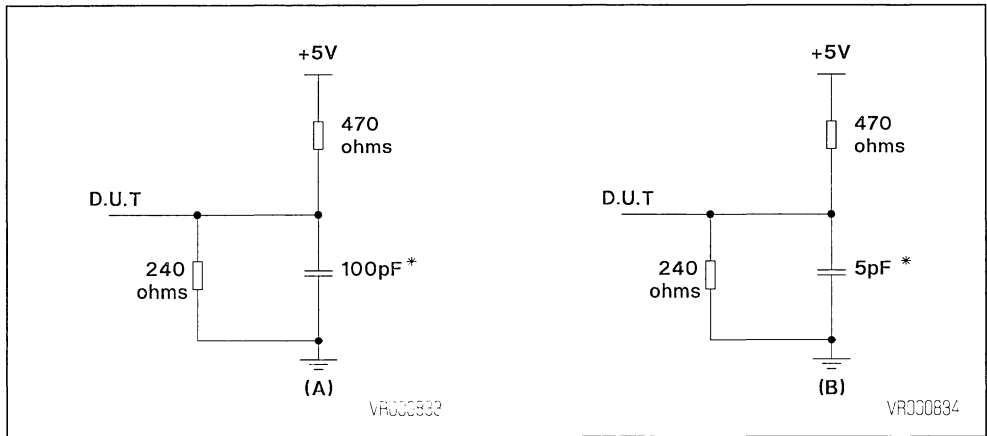 +5V
470
ohms
D.U.T
240
ohms
100pF*
(A)
+5V
470
ohms
D.U.T
240
ohms
5pF *
(B)
VR000834